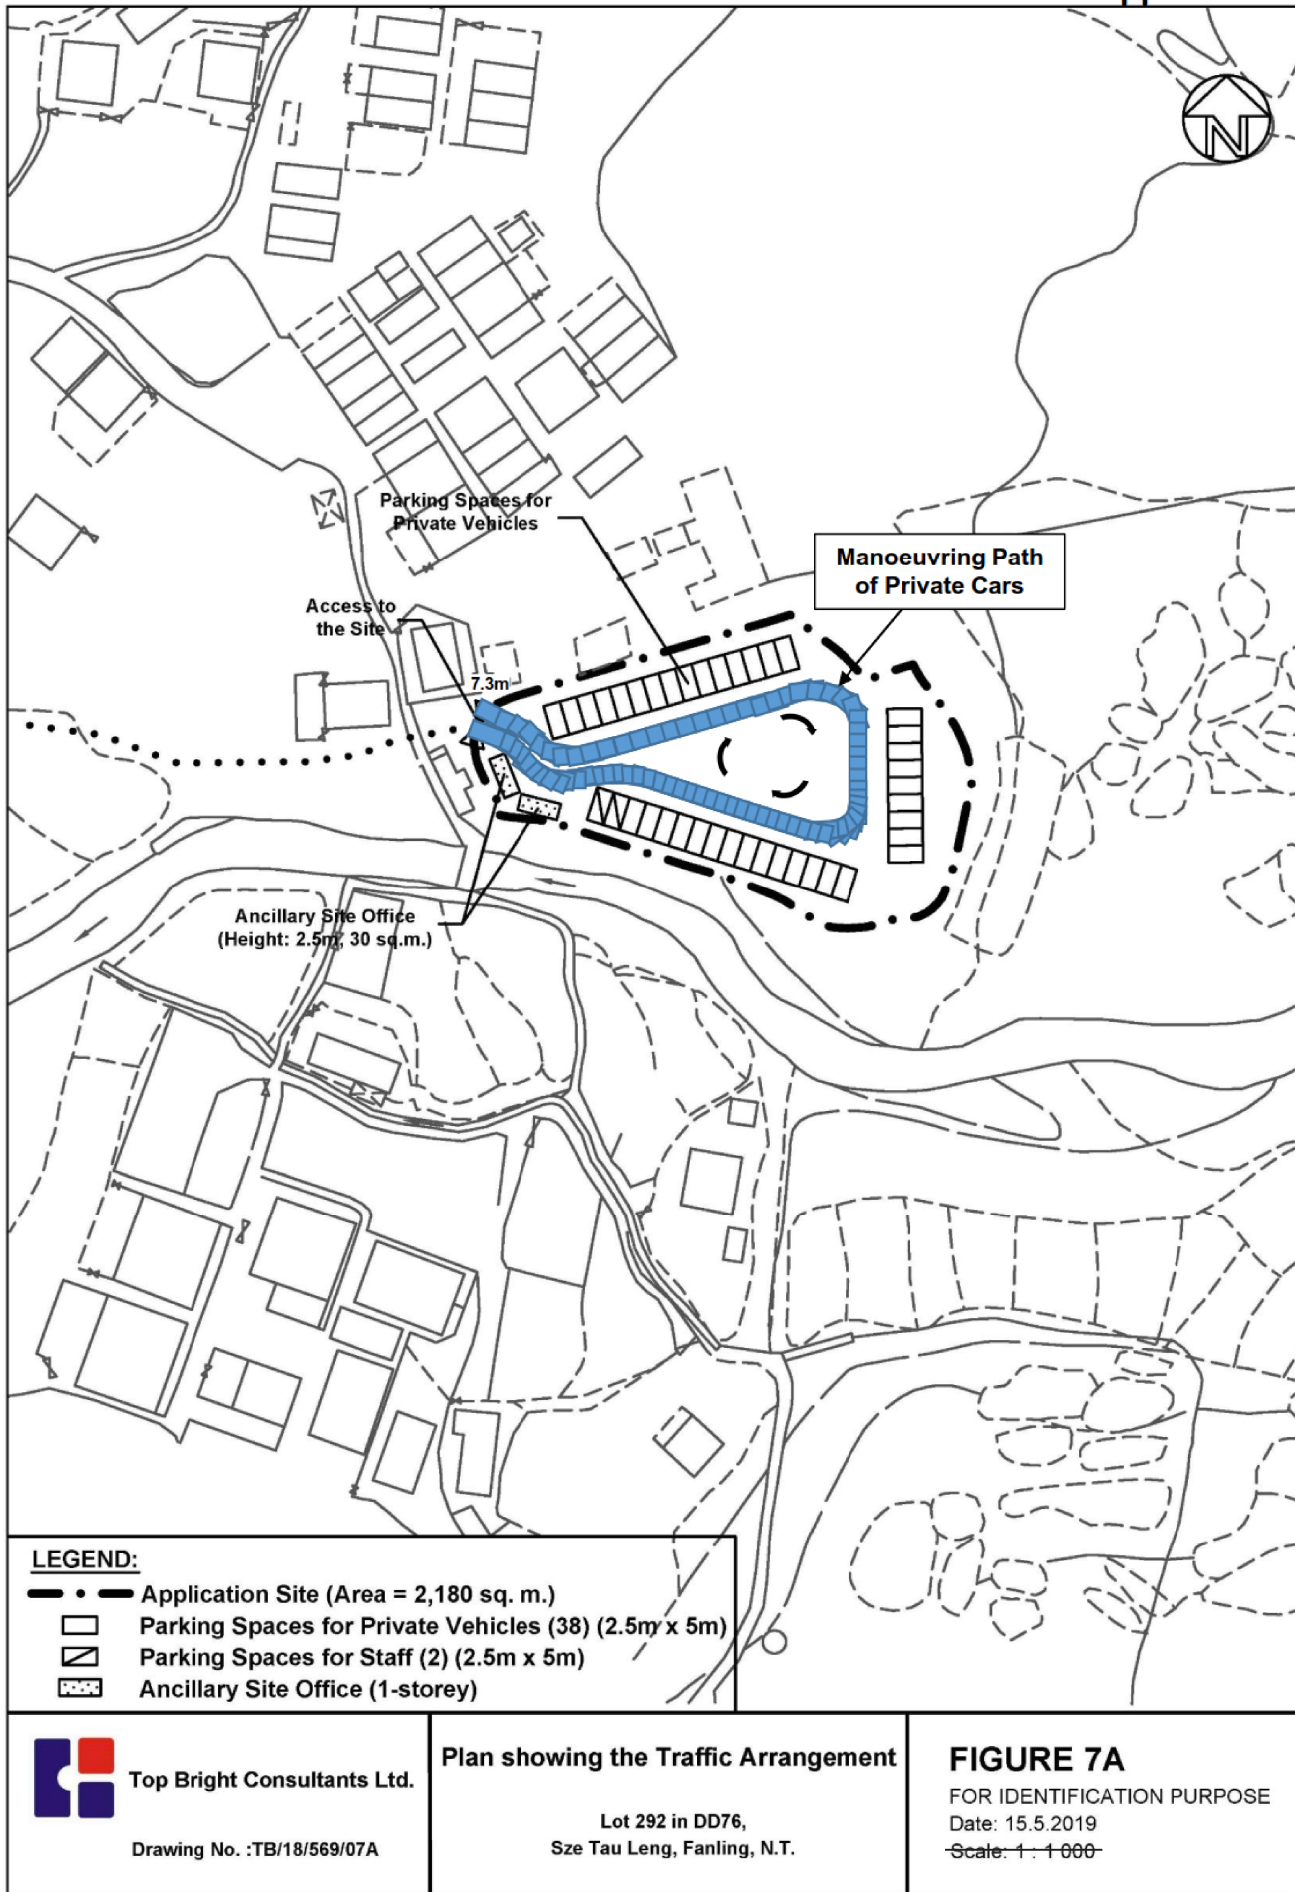 N
Parking Spaces for
Private Vehicles
Manoeuvring Path
of Private Cars
Access to
the Site
7.3m
Ancillary Site Office
(Height: 2.5m, 30 sq.m.)
LEGEND:
Application Site (Area = 2,180 sq. m.)
Parking Spaces for Private Vehicles (38) (2.5m x 5m)
Parking Spaces for Staff (2) (2.5m x 5m)
Ancillary Site Office (1-storey)
Top Bright Consultants Ltd.
Drawing No. :TB/18/569/07A
Plan showing the Traffic Arrangement
Lot 292 in DD76,
Sze Tau Leng, Fanling, N.T.
FIGURE 7A
FOR IDENTIFICATION PURPOSE
Date: 15.5.2019
Scale: 1 : 1 000